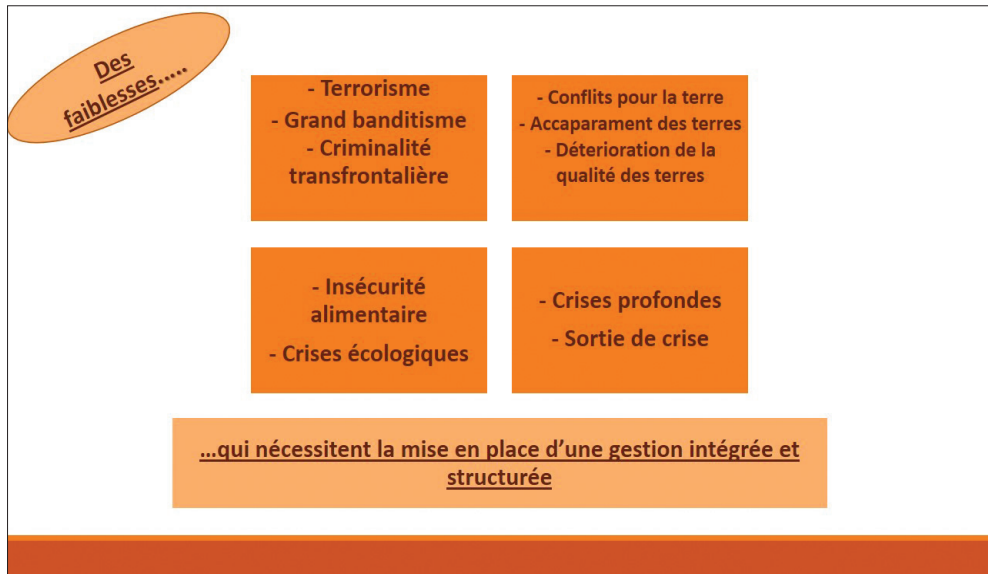 Des
faiblesses.....
- Terrorisme
- Grand banditisme
- Criminalité
transfrontalière
- Conflits pour la terre
- Accaparament des terres
- Déterioration de la
qualité des terres
- Insécurité
alimentaire
- Crises écologiques
- Crises profondes
- Sortie de crise
...qui nécessitent la mise en place d’une gestion intégrée et
structurée